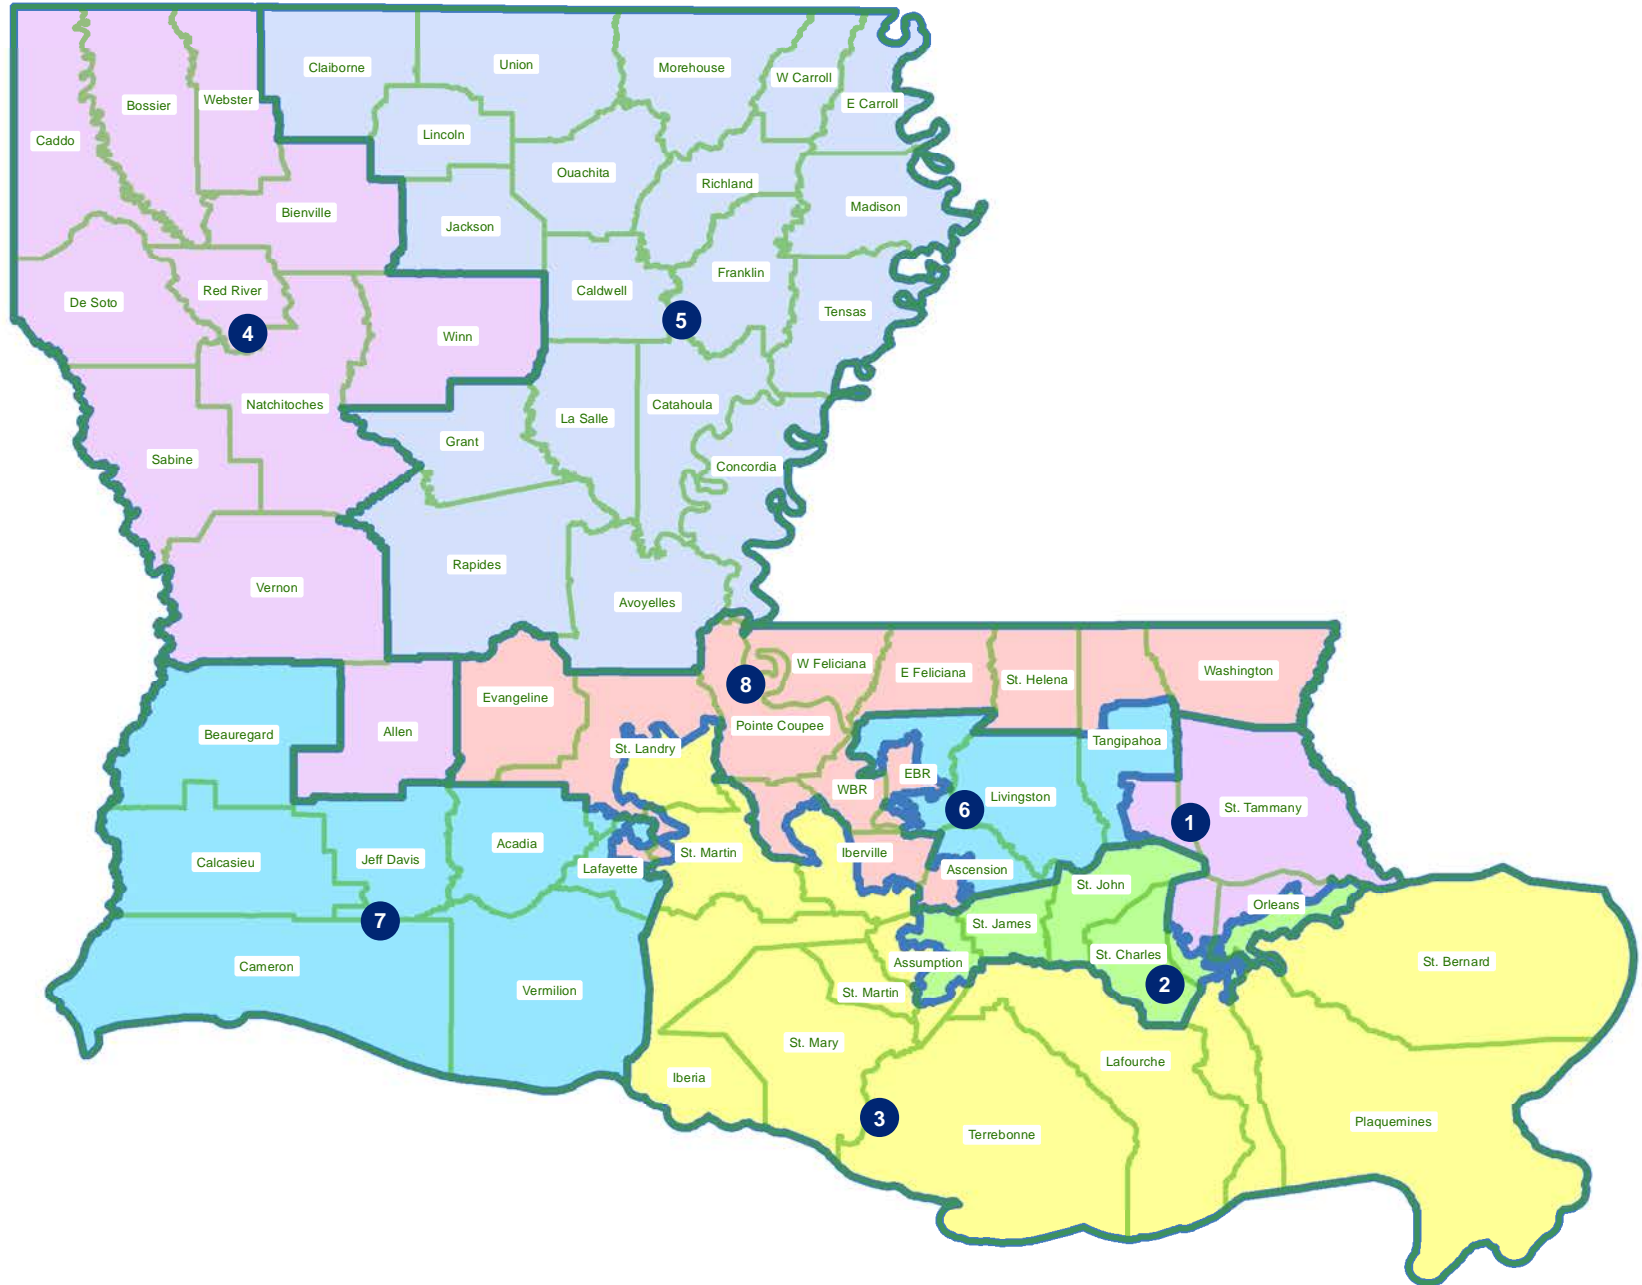 Claiborne
Union
Morehouse
W Carroll
E Carroll
Bossier
Webster
Caddo
Lincoln
Ouachita
Richland
Madison
Bienville
Jackson
De Soto
Red River
Caldwell
Franklin
Tensas
4
5
Winn
Natchitoches
La Salle
Catahoula
Grant
Sabine
Concordia
Rapides
Vernon
Avoyelles
W Feliciana
E Feliciana
St. Helena
Washington
8
Evangeline
Pointe Coupee
Beauregard
Allen
St. Landry
Tangipahoa
EBR
WBR
6
Livingston
1
St. Tammany
Calcasieu
Jeff Davis
Acadia
Lafayette
St. Martin
Iberville
Ascension
St. John
Orleans
7
St. James
Cameron
Vermilion
Assumption
St. Charles
St. Bernard
2
St. Martin
St. Mary
Lafourche
Iberia
3
Terrebonne
Plaquemines